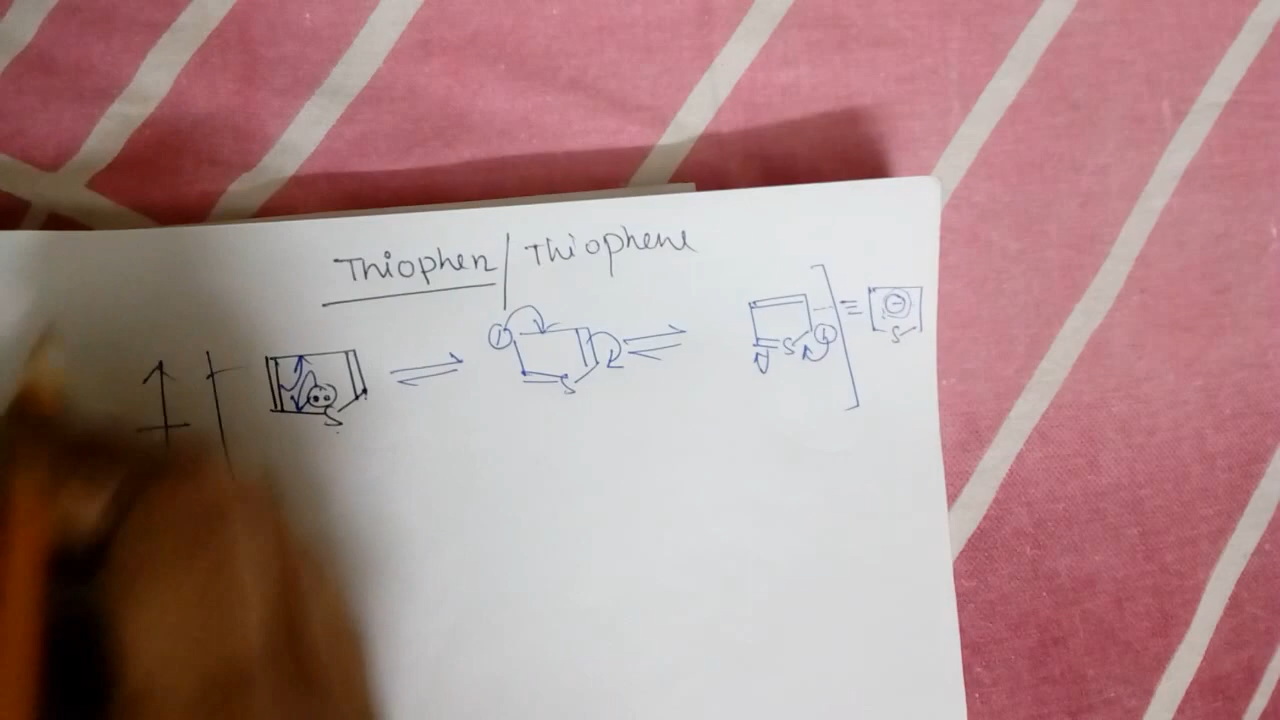 Thiophen / Thiophene
S ⇌ S ⇌ S ] ≡ S